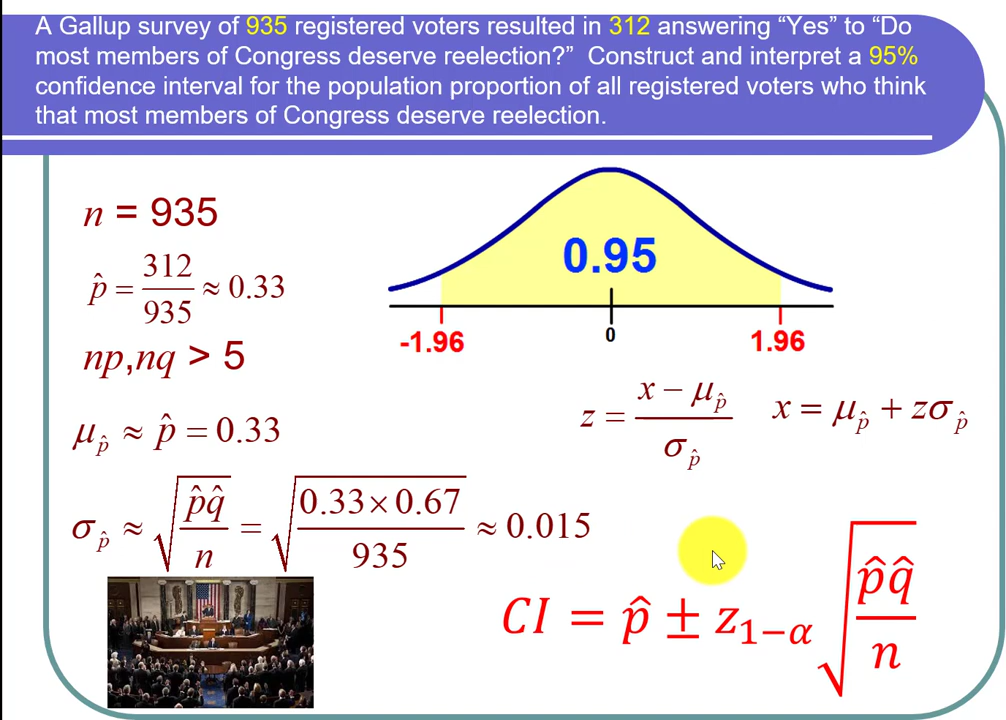 A Gallup survey of 935 registered voters resulted in 312 answering “Yes” to “Do
most members of Congress deserve reelection?”  Construct and interpret a 95%
confidence interval for the population proportion of all registered voters who think
that most members of Congress deserve reelection.
n = 935
p̂ = 312/935 ≈ 0.33
np,nq > 5
μ_p̂ ≈ p̂ = 0.33
σ_p̂ ≈ √(p̂q̂/n) = √(0.33×0.67/935) ≈ 0.015
0.95
-1.96 0 1.96
z = (x − μ_p̂)/σ_p̂
x = μ_p̂ + zσ_p̂
CI = p̂ ± z_1−α √(p̂q̂/n)